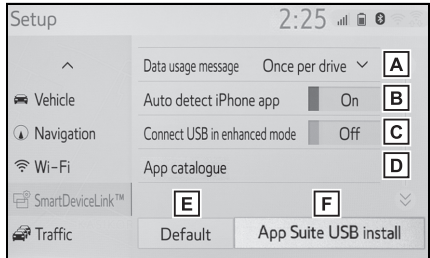 Setup 2:25
Data usage message Once per drive A
Vehicle Auto detect iPhone app On B
Navigation Connect USB in enhanced mode Off C
Wi-Fi App catalogue D
SmartDeviceLink™ E F
Traffic Default App Suite USB install